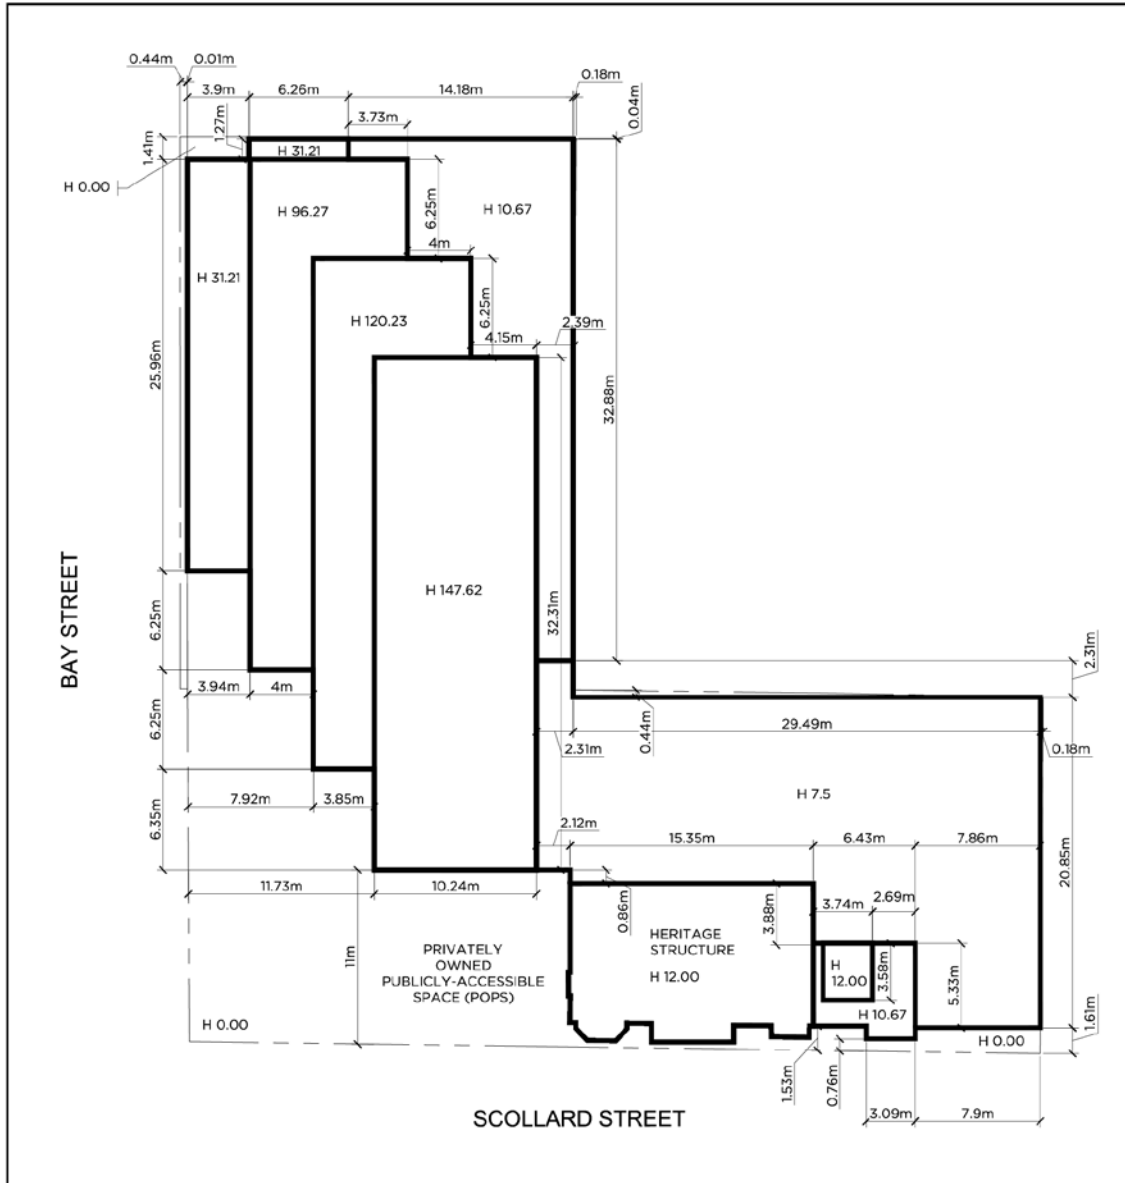 0.44m 0.01m
0.18m
3.9m 6.26m 14.18m
3.73m
0.04m
1.41m
1.27m
H 31.21
H 0.00
H 96.27
H 10.67
6.25m
4m
H 31.21
H 120.23
6.25m
2.39m
4.15m
25.96m
32.88m
BAY STREET
H 147.62
32.31m
6.25m
3.94m 4m
2.31m
6.25m
0.44m
29.49m
2.31m
0.18m
7.92m 3.85m
H 7.5
6.35m
2.12m
15.35m 6.43m 7.86m
20.85m
11.73m 10.24m
0.86m
3.88m
3.74m 2.69m
11m
PRIVATELY
OWNED
PUBLICLY-ACCESSIBLE
SPACE (POPS)
HERITAGE
STRUCTURE
H 12.00
H
12.00
3.58m
5.33m
H 10.67
H 0.00
H 0.00
1.61m
1.53m
0.76m
SCOLLARD STREET
3.09m 7.9m